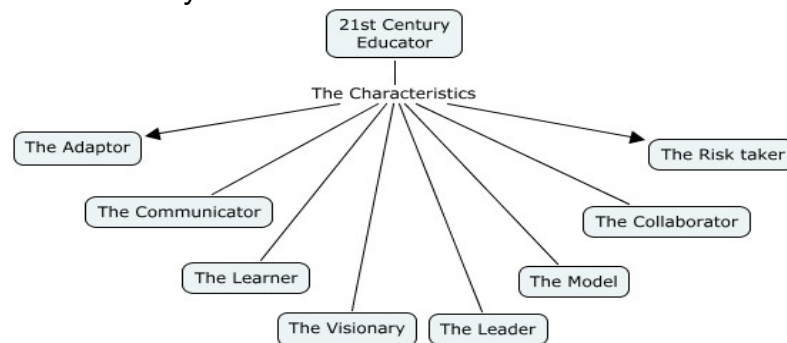 21st Century
Educator
The Characteristics
The Adaptor
The Risk taker
The Communicator
The Collaborator
The Learner
The Model
The Visionary
The Leader